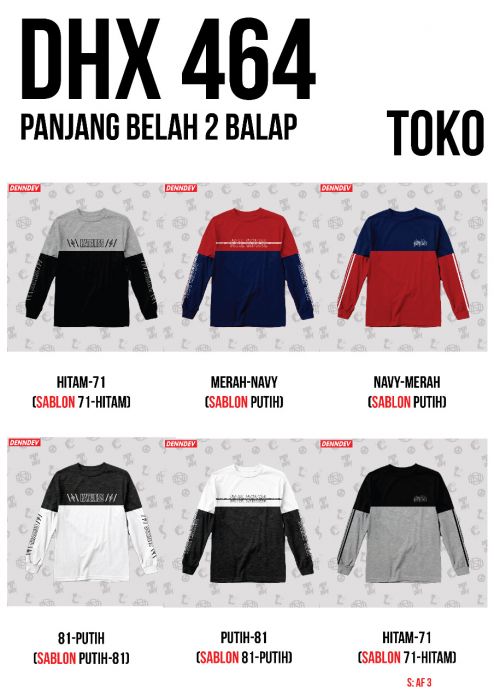 DHX 464
PANJANG BELAH 2 BALAP
TOKO
DENNDEV
DENNDEV
DENNDEV
HITAM-71
(SABLON 71-HITAM)
MERAH-NAVY
(SABLON PUTIH)
NAVY-MERAH
(SABLON PUTIH)
DENNDEV
DENNDEV
DENNDEV
81-PUTIH
(SABLON PUTIH-81)
PUTIH-81
(SABLON 81-PUTIH)
HITAM-71
(SABLON 71-HITAM)
S: AF 3